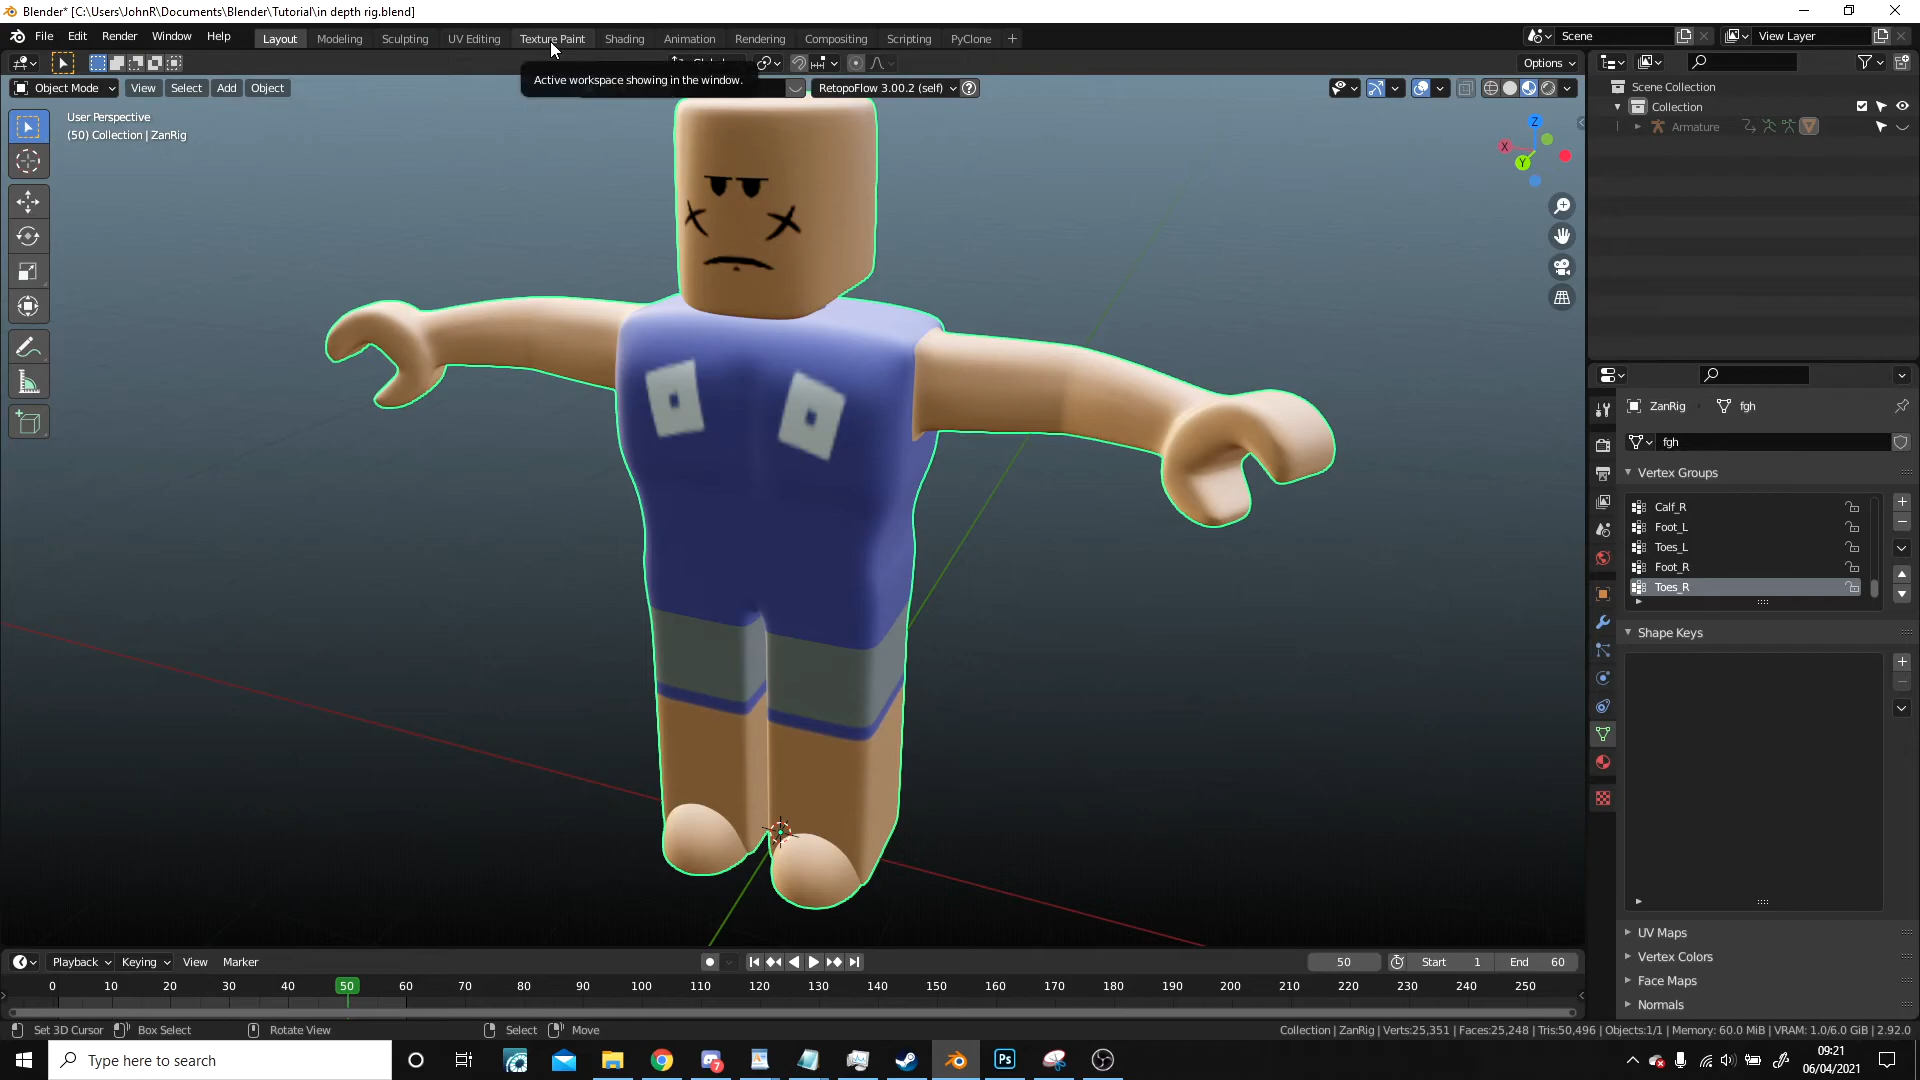 Blender* [C:\Users\JohnR\Documents\Blender\Tutorial\in depth rig.blend]
File Edit Render Window Help Layout Modeling Sculpting UV Editing Texture Paint Shading Animation Rendering Compositing Scripting PyClone + Scene View Layer
Options
Active workspace showing in the window.
Object Mode View Select Add Object RetopoFlow 3.00.2 (self)
User Perspective
(50) Collection | ZanRig
Scene Collection
Collection
Armature
Z
X
Y
ZanRig fgh
fgh
Vertex Groups
Calf_R
Foot_L
Toes_L
Foot_R
Toes_R
Shape Keys
UV Maps
Vertex Colors
Face Maps
Normals
Playback Keying View Marker 50 Start 1 End 60
0 10 20 30 40 50 60 70 80 90 100 110 120 130 140 150 160 170 180 190 200 210 220 230 240 250
Set 3D Cursor Box Select Rotate View Select Move Collection | ZanRig | Verts:25,351 | Faces:25,248 | Tris:50,496 | Objects:1/1 | Memory: 60.0 MiB | VRAM: 1.0/6.0 GiB | 2.92.0
Type here to search
7
Ps
09:21
06/04/2021